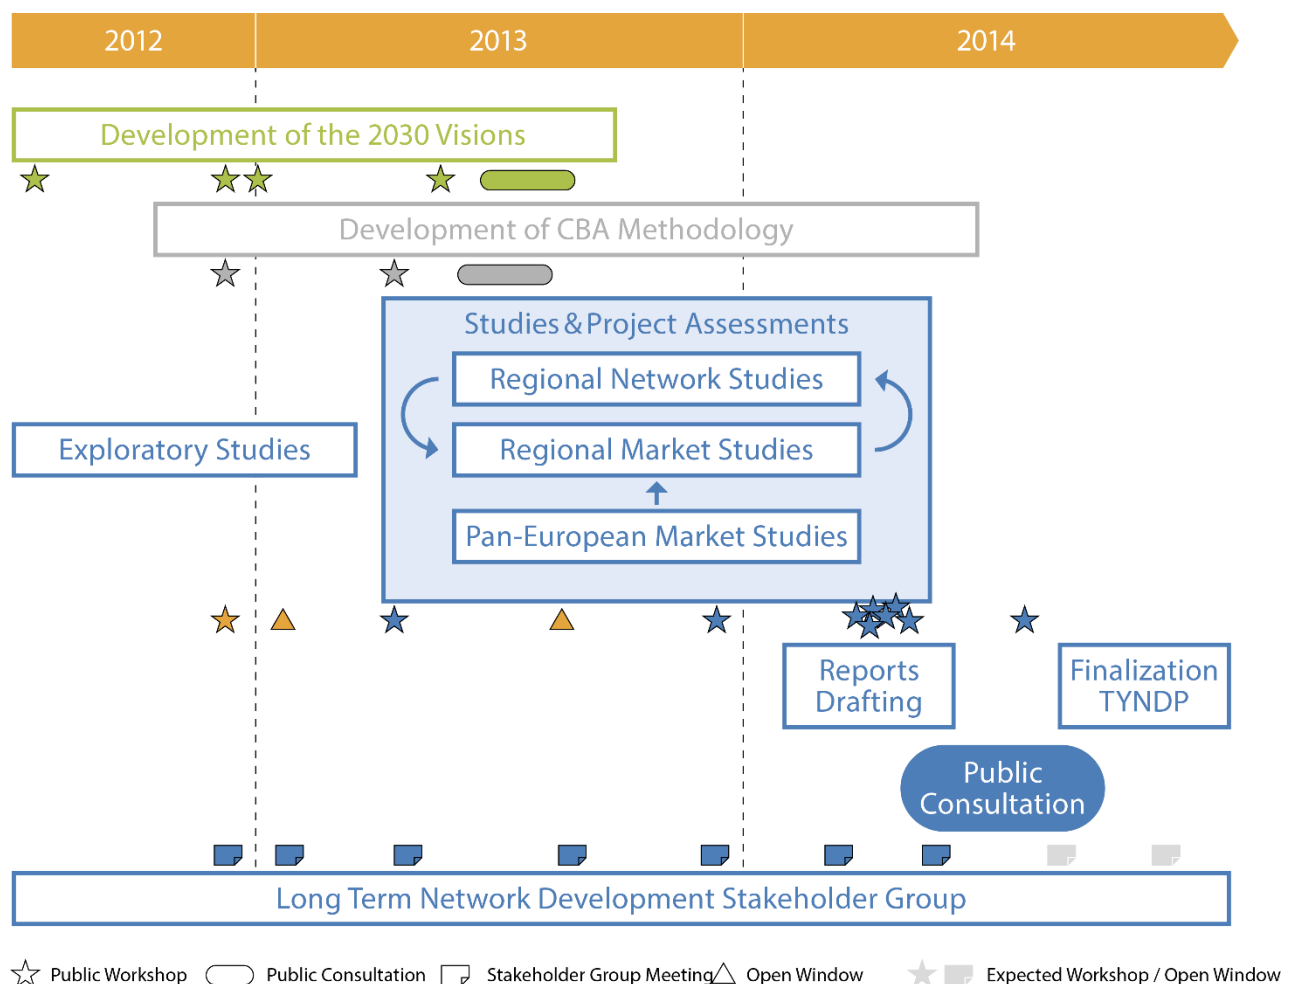 2012
2013
2014
Development of the 2030 Visions
Development of CBA Methodology
Studies & Project Assessments
Regional Network Studies
Exploratory Studies
Regional Market Studies
Pan-European Market Studies
Reports
Drafting
Finalization
TYNDP
Public
Consultation
Long Term Network Development Stakeholder Group
Public Workshop
Public Consultation
Stakeholder Group Meeting
Open Window
Expected Workshop / Open Window